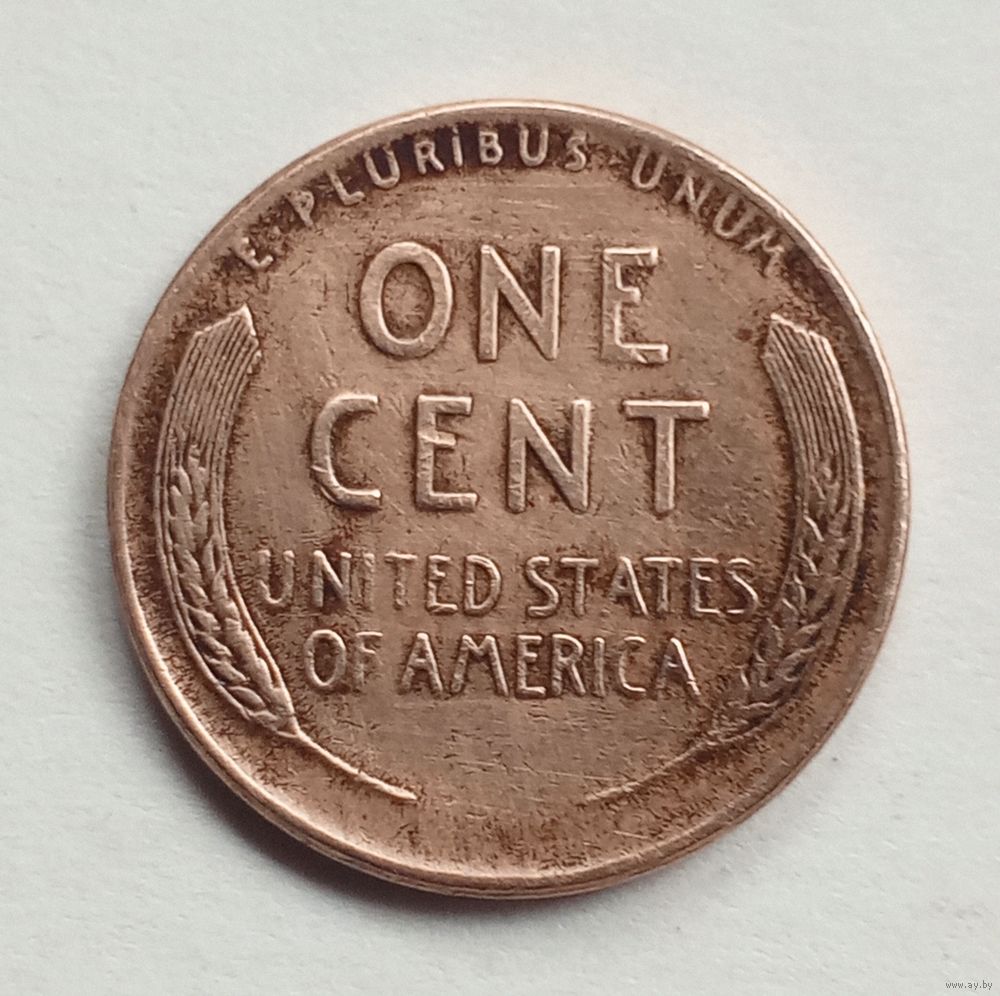 E·PLURIBUS·UNUM
ONE
CENT
UNITED STATES
OF AMERICA
www.ay.by